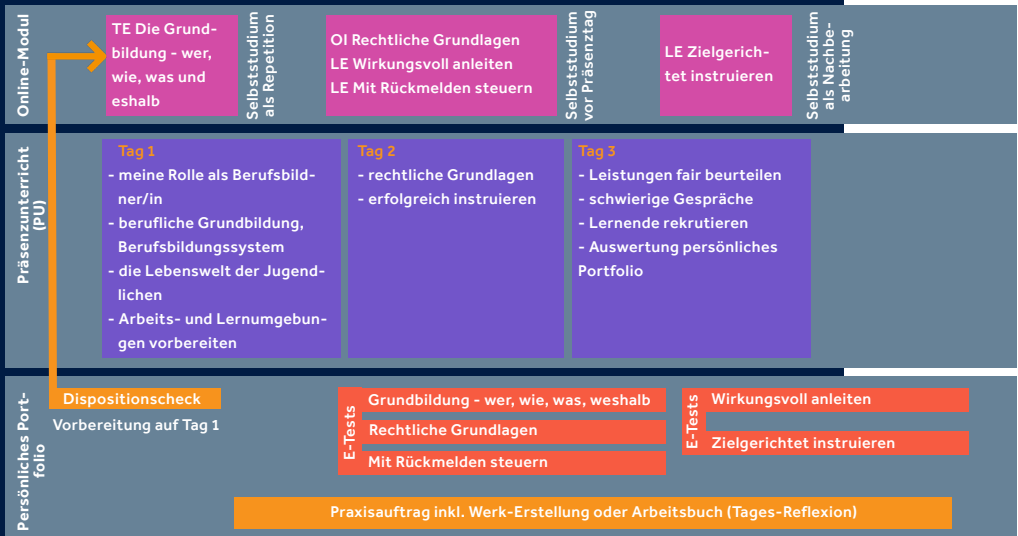 Online-Modul
TE Die Grund-
bildung - wer,
wie, was und
eshalb
Selbststudium
als Repetition
OI Rechtliche Grundlagen
LE Wirkungsvoll anleiten
LE Mit Rückmelden steuern
Selbststudium
vor Präsenztag
LE Zielgerich-
tet instruieren
Selbststudium
als Nachtbe-
arbeitung
Präsenzunterricht
(PU)
Tag 1
- meine Rolle als Berufsbild-
ner/in
- berufliche Grundbildung,
Berufsbildungssystem
- die Lebenswelt der Jugend-
lichen
- Arbeits- und Lernumgebun-
gen vorbereiten
Tag 2
- rechtliche Grundlagen
- erfolgreich instruieren
Tag 3
- Leistungen fair beurteilen
- schwierige Gespräche
- Lernende rekrutieren
- Auswertung persönliches
Portfolio
Persönliches Port-
folio
Dispositionscheck
Vorbereitung auf Tag 1
E-Tests
Grundbildung - wer, wie, was, weshalb
Rechtliche Grundlagen
Mit Rückmelden steuern
E-Tests
Wirkungsvoll anleiten
Zielgerichtet instruieren
Praxisauftrag inkl. Werk-Erstellung oder Arbeitsbuch (Tages-Reflexion)